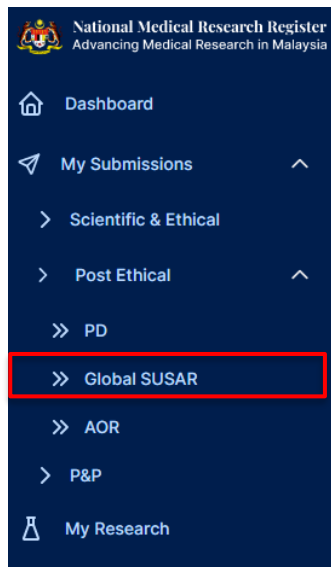 National Medical Research Register
Advancing Medical Research in Malaysia
Dashboard
My Submissions
Scientific & Ethical
Post Ethical
PD
Global SUSAR
AOR
P&P
My Research